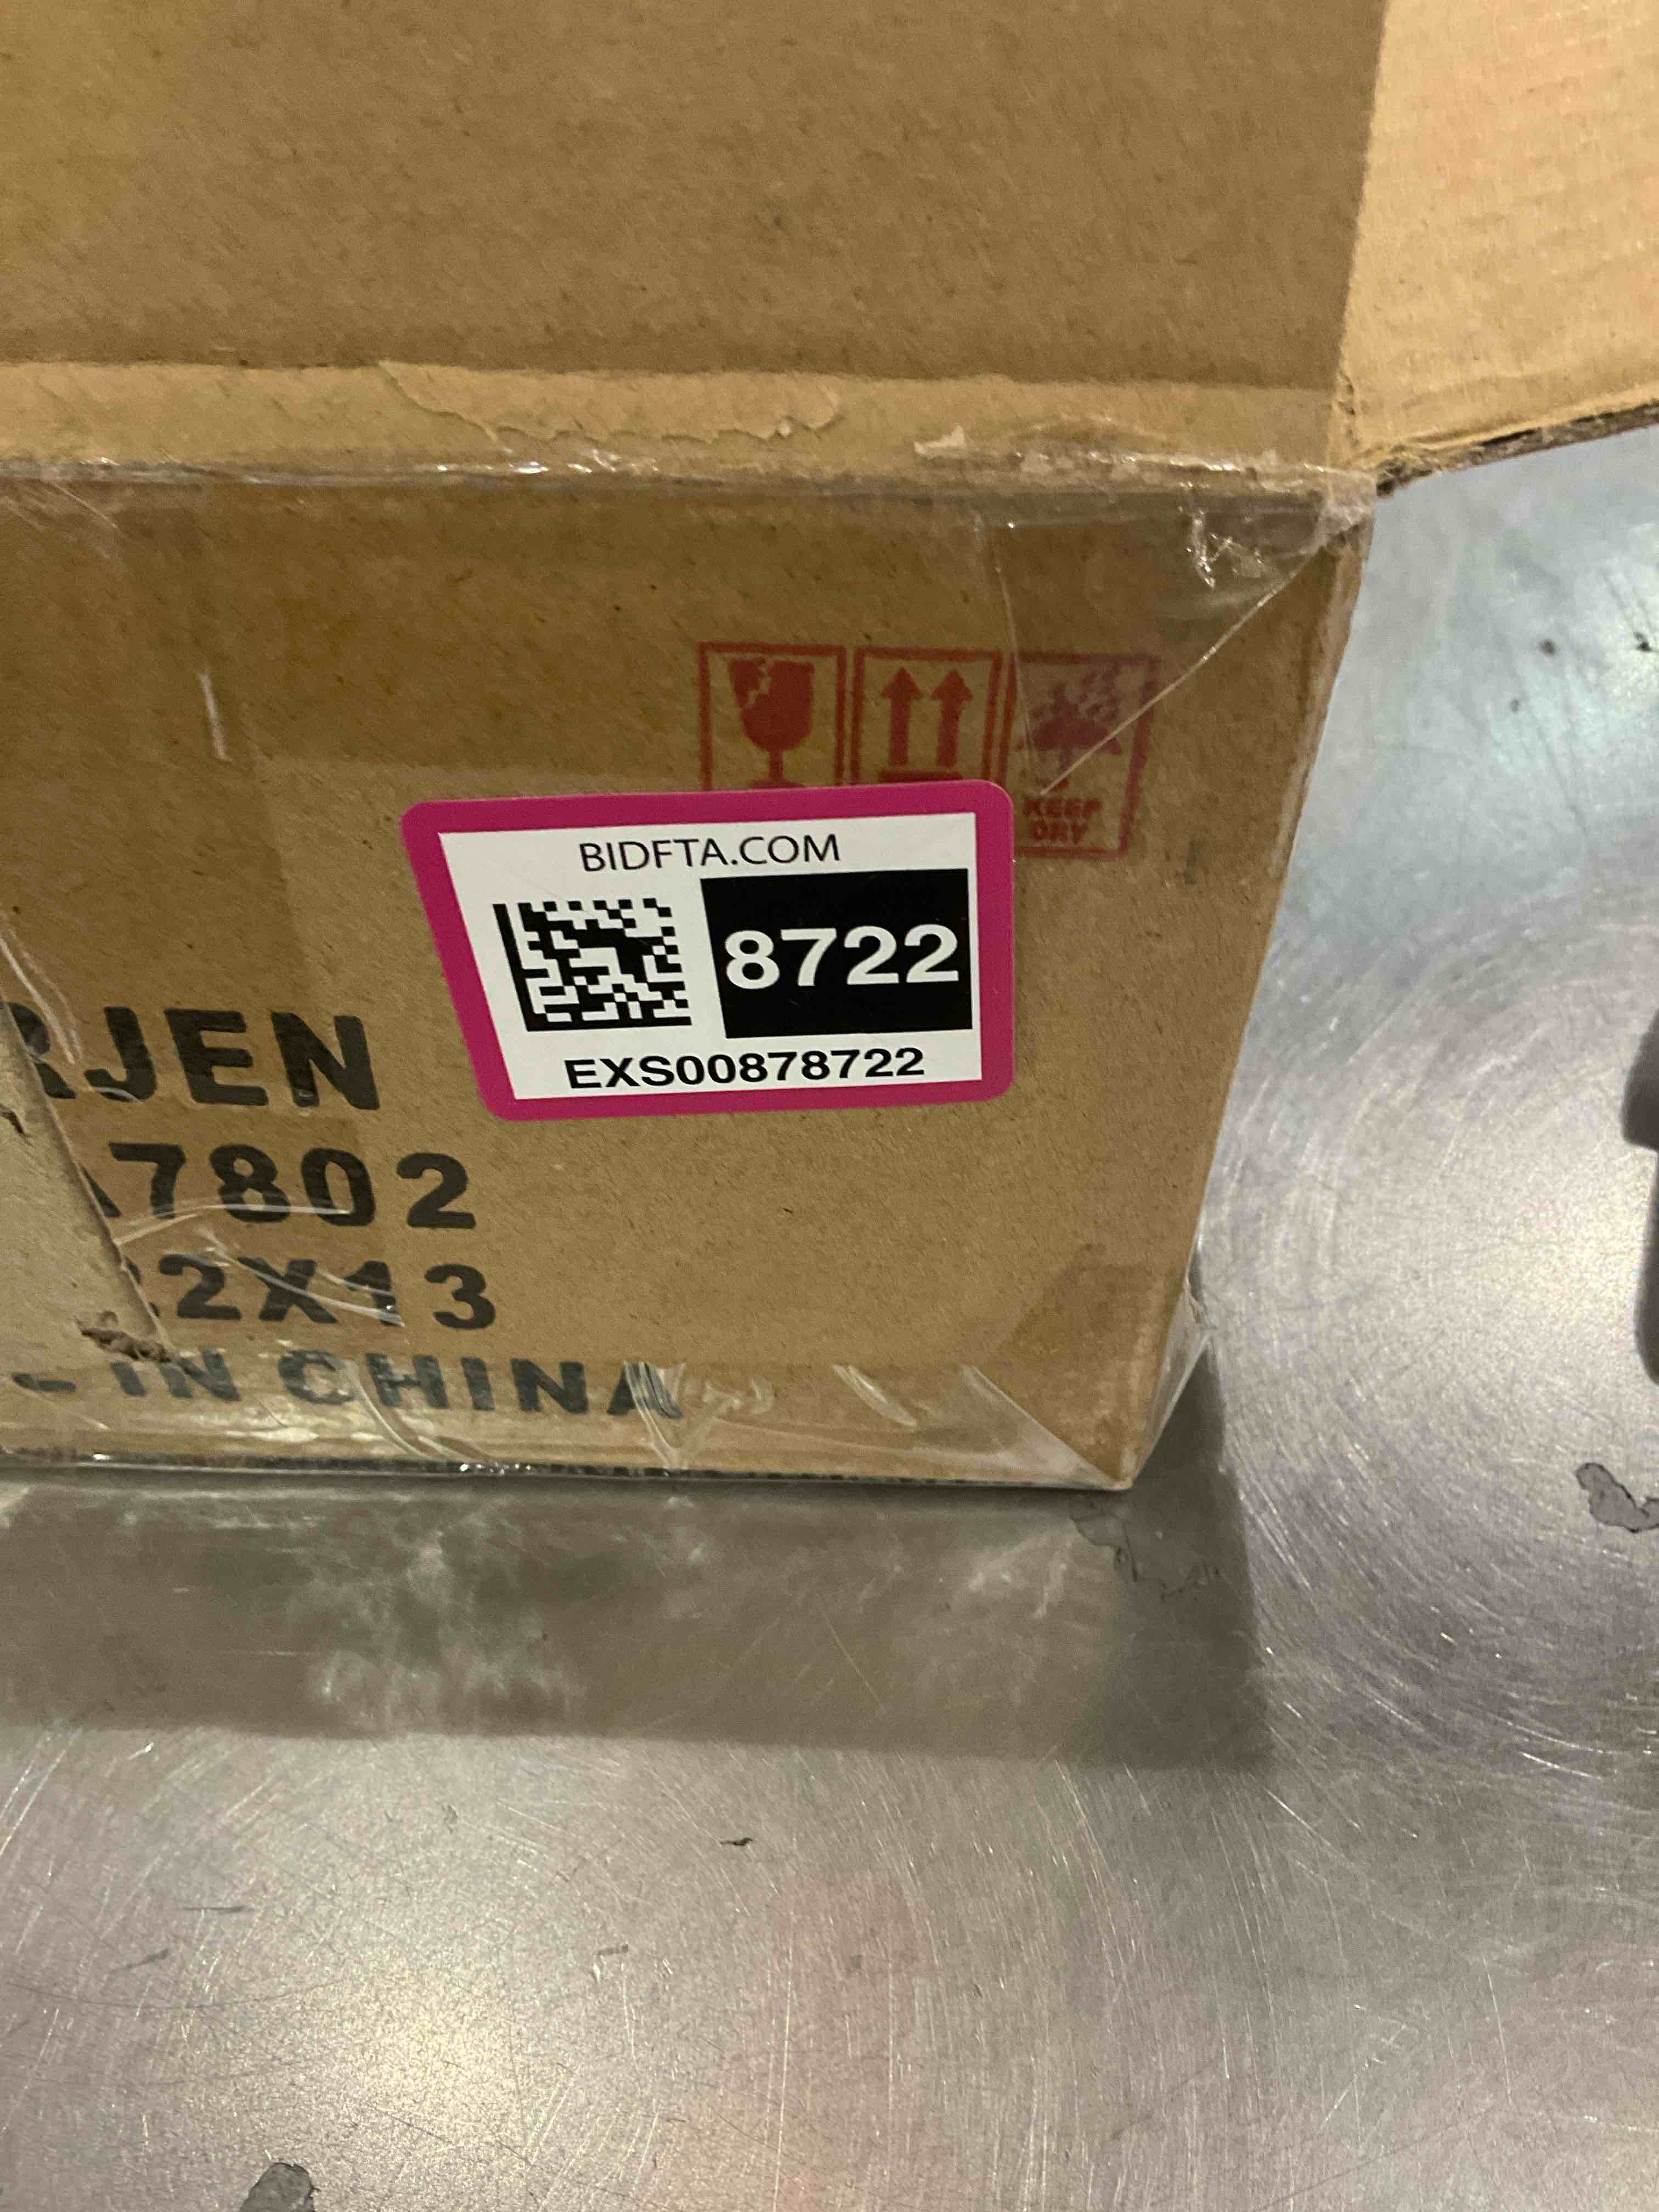 KEEP
DRY
BIDFTA.COM
8722
EXS00878722
RJEN
7802
2X13
IN CHINA